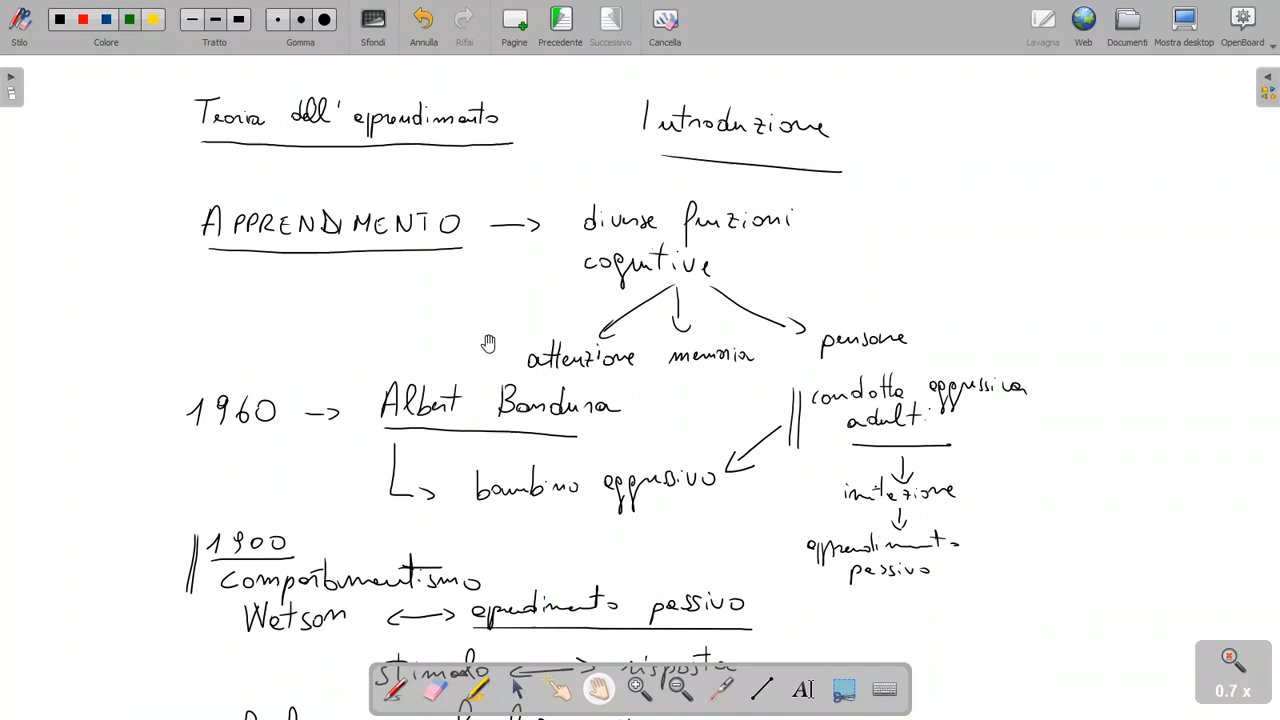 Stilo
Colore
Tratto
Gomma
Sfondi
Annulla
Rifai
Pagine
Precedente
Successivo
Cancella
Lavagna
Web
Documenti
Mostra desktop
OpenBoard
Teoria dell'apprendimento
Introduzione
APPRENDIMENTO → diverse funzioni
cognitive
attenzione memoria persone
1960 → Albert Bandura
condotta aggressiva
adulti
bambino aggressivo
imitazione
apprendimento
passivo
1900
comportamentismo
Watson ↔ apprendimento passivo
stimolo ↔ risposta
0.7 x